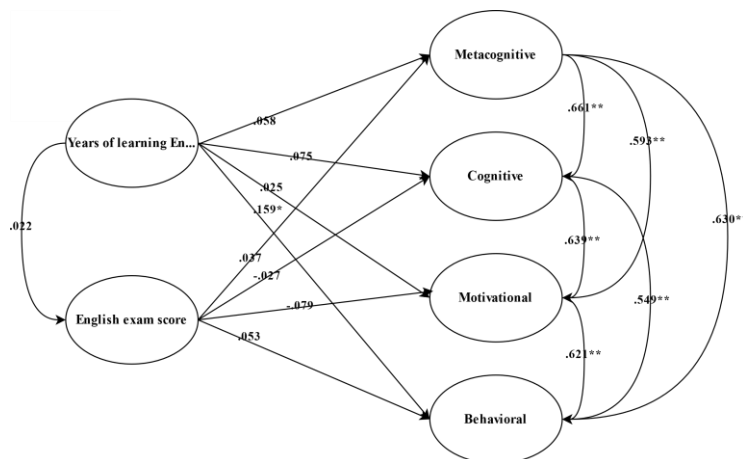 Metacognitive
.661**
.058
.593**
Years of learning En...
.075
Cognitive
.025
.159*
.630*
.022
.639**
.037
-.027
Motivational
.549**
-.079
English exam score
.053
.621**
Behavioral